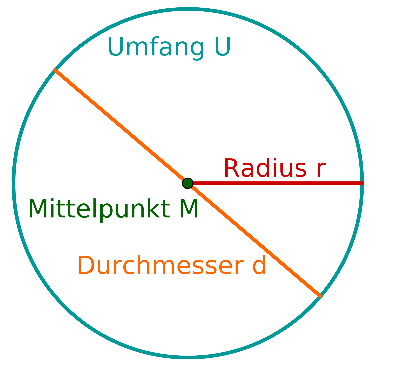 Umfang U
Radius r
Mittelpunkt M
Durchmesser d